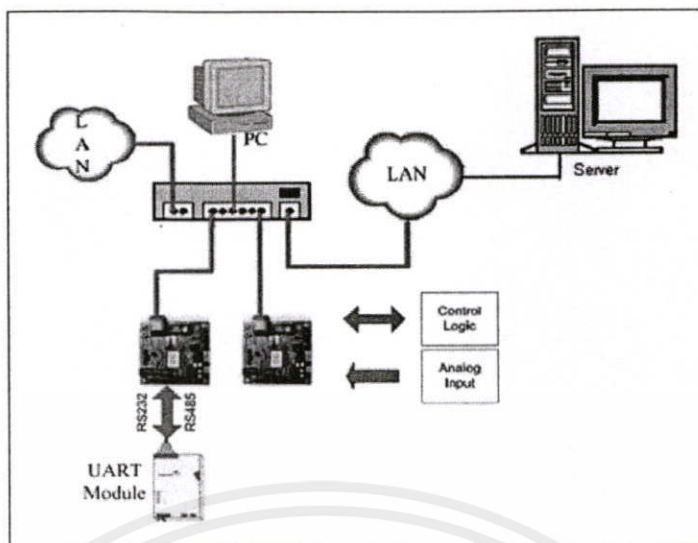 L
A
N
PC
LAN
Server
Control
Logic
Analog
Input
RS232
RS485
UART
Module